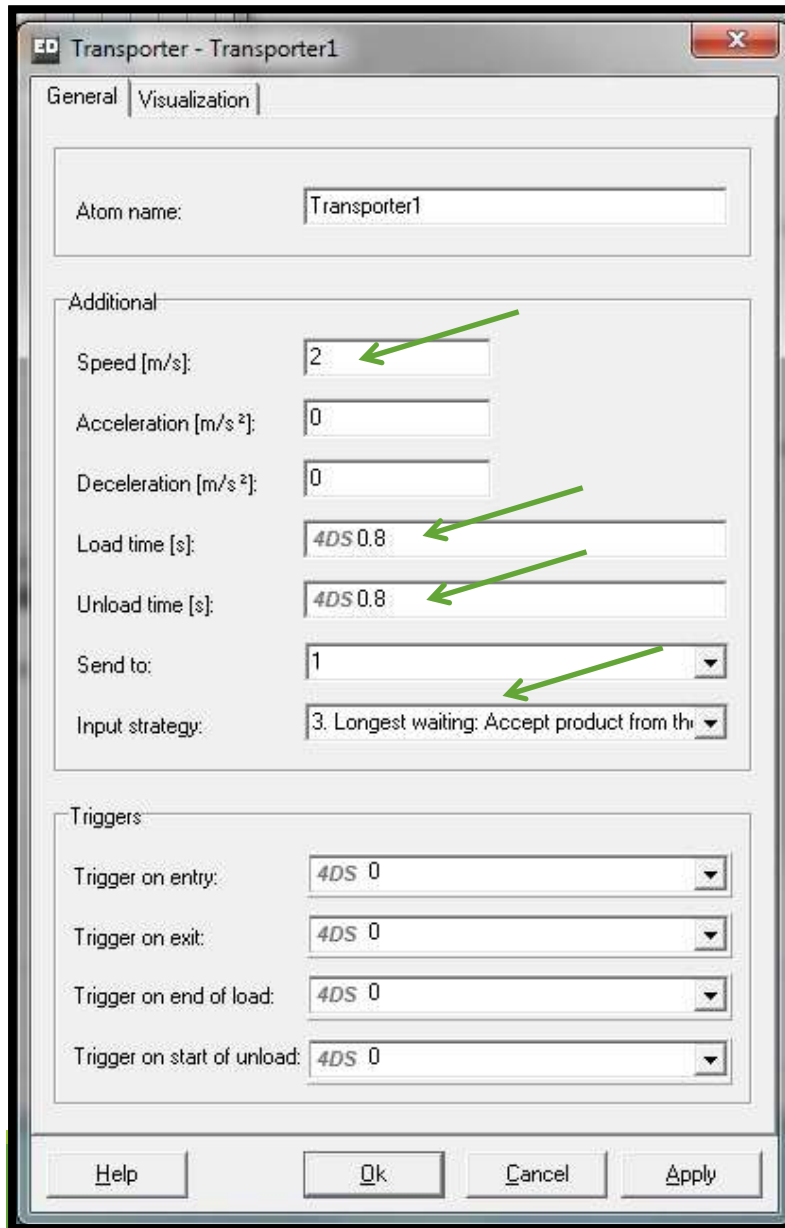 ED Transporter - Transporter1
General Visualization
Atom name: Transporter1
Additional
Speed [m/s]: 2
Acceleration [m/s²]: 0
Deceleration [m/s²]: 0
Load time [s]: 4DS 0.8
Unload time [s]: 4DS 0.8
Send to: 1
Input strategy: 3. Longest waiting: Accept product from
Triggers
Trigger on entry: 4DS 0
Trigger on exit: 4DS 0
Trigger on end of load: 4DS 0
Trigger on start of unload: 4DS 0
Help Ok Cancel Apply